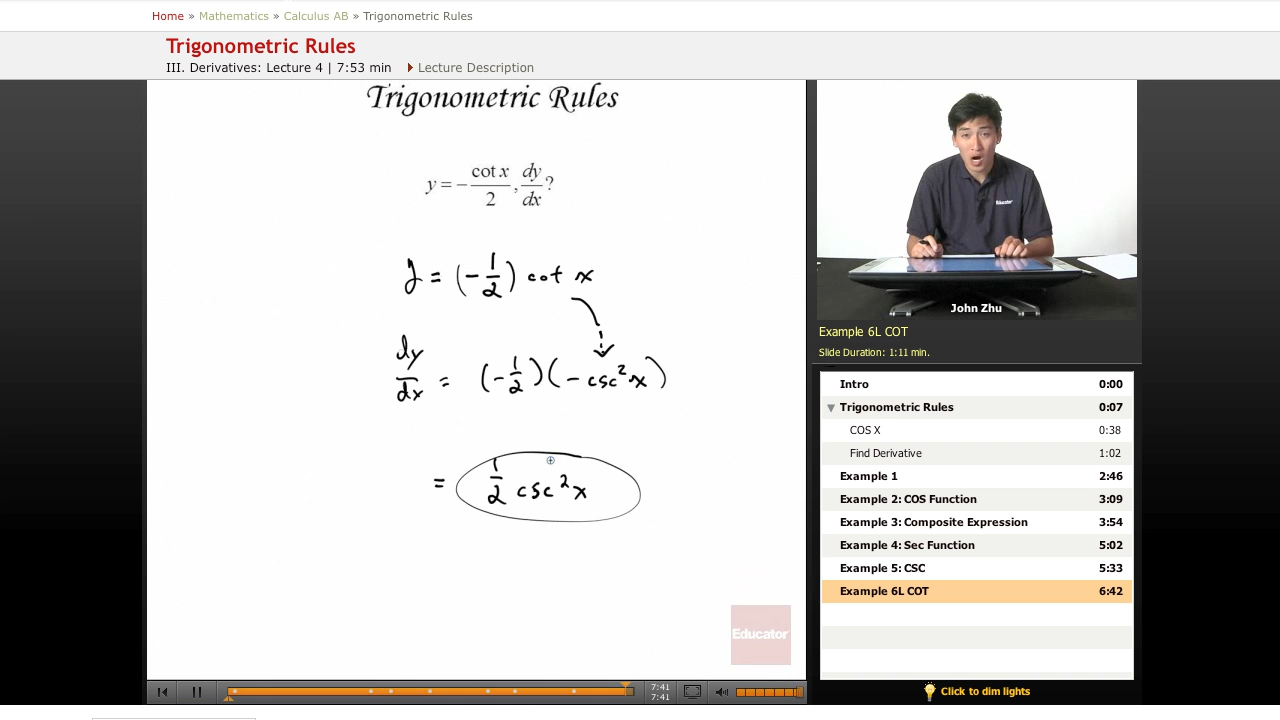 Home » Mathematics » Calculus AB » Trigonometric Rules
Trigonometric Rules
III. Derivatives: Lecture 4 | 7:53 min Lecture Description
Trigonometric Rules
y = - cot x / 2 , dy/dx ?
y = (-1/2) cot x
dy/dx = (-1/2)(-csc²x)
= 1/2 csc²x
Educator
7:41
7:41
Educator
John Zhu
Example 6L COT
Slide Duration: 1:11 min.
Intro 0:00
Trigonometric Rules 0:07
COS X 0:38
Find Derivative 1:02
Example 1 2:46
Example 2: COS Function 3:09
Example 3: Composite Expression 3:54
Example 4: Sec Function 5:02
Example 5: CSC 5:33
Example 6L COT 6:42
Click to dim lights